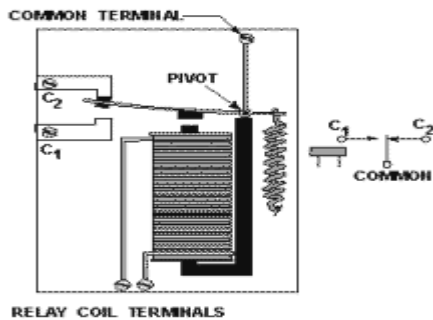 COMMON TERMINAL
PIVOT
C2
C1
C1
C2
COMMON
RELAY COIL TERMINALS